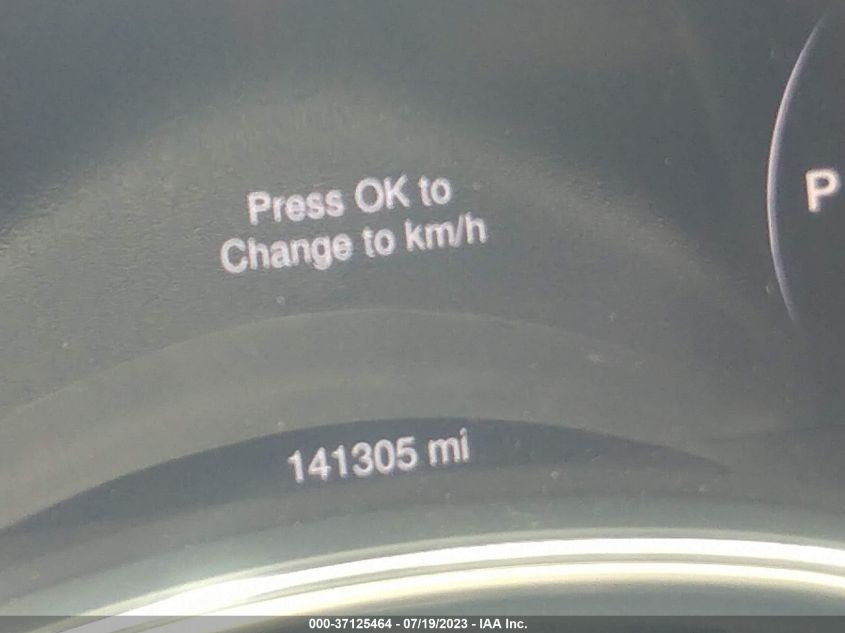 Press OK to
Change to km/h
P
141305 mi
000-37125464 - 07/19/2023 - IAA Inc.